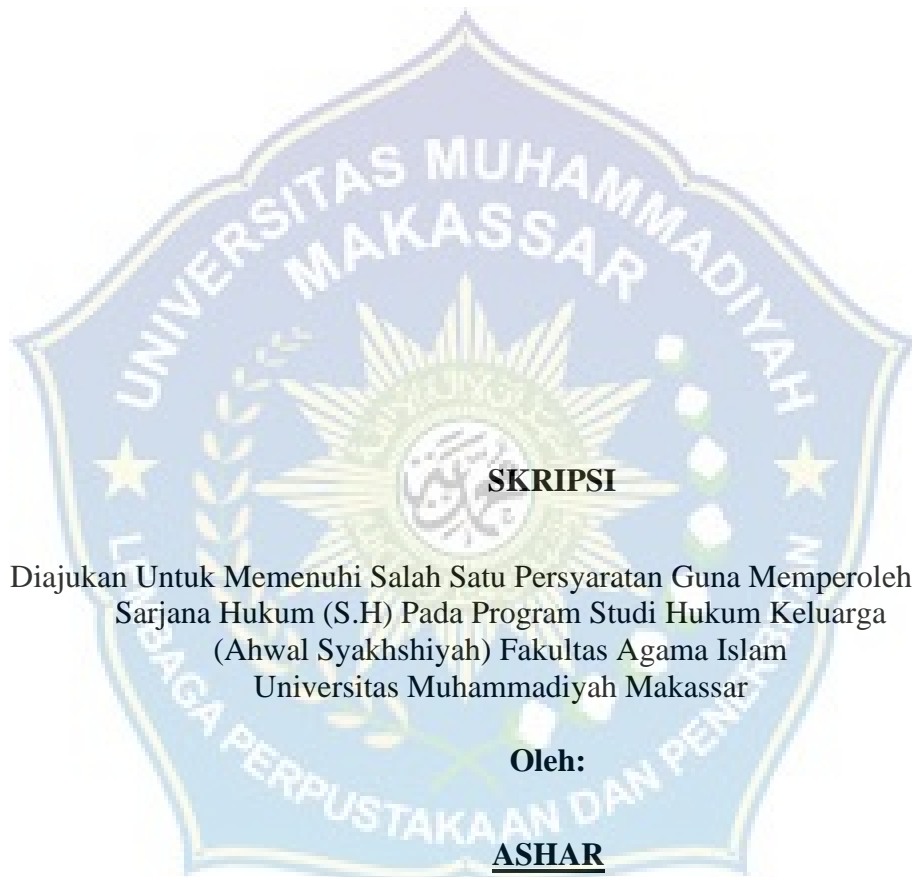 UNIVERSITAS MUHAMMADIYAH
MAKASSAR
SKRIPSI
Diajukan Untuk Memenuhi Salah Satu Persyaratan Guna Memperoleh
Sarjana Hukum (S.H) Pada Program Studi Hukum Keluarga
(Ahwal Syakhshiyah) Fakultas Agama Islam
Universitas Muhammadiyah Makassar
Oleh:
ASHAR
LEMBAGA PERPUSTAKAAN DAN PENERBITAN